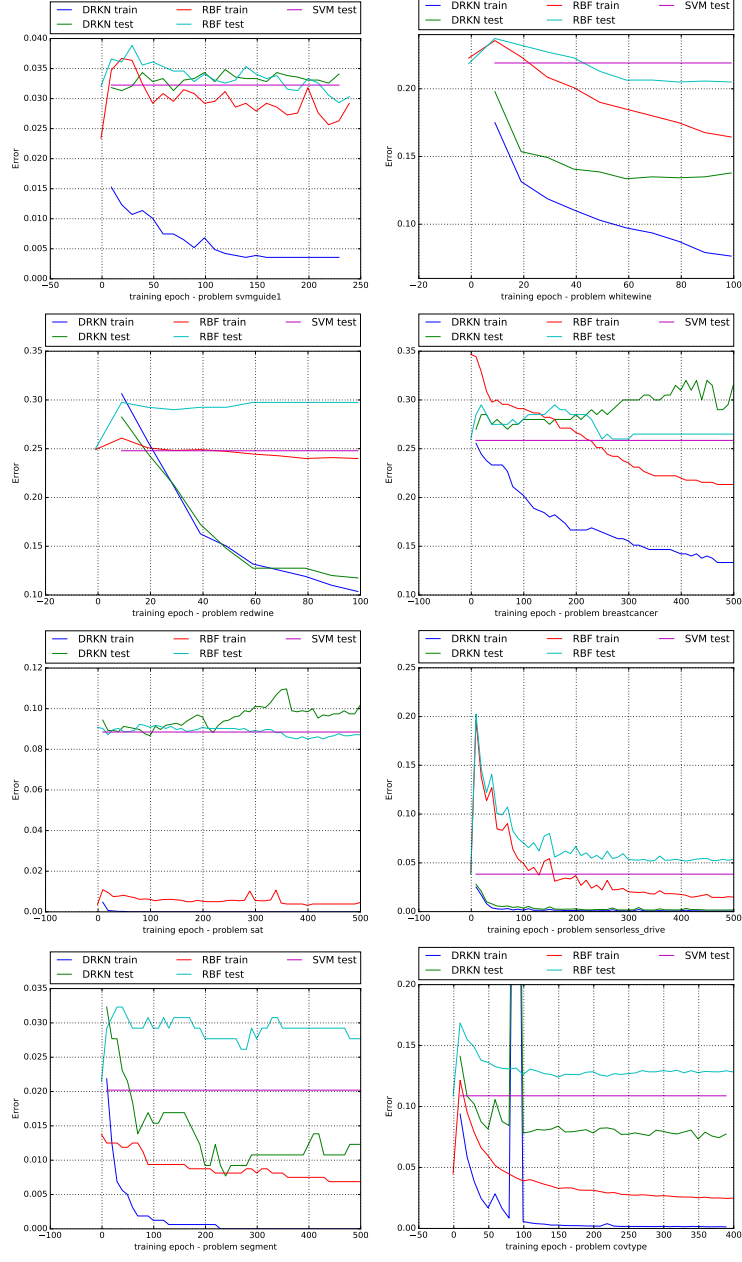 DRKN train RBF train SVM test
DRKN test RBF test
0.040
0.035
0.030
0.025
0.020
0.015
0.010
0.005
0.000
Error
−50 0 50 100 150 200 250
training epoch - problem svmguide1
DRKN train RBF train SVM test
DRKN test RBF test
0.20
0.15
0.10
Error
−20 0 20 40 60 80 100
training epoch - problem whitewine
DRKN train RBF train SVM test
DRKN test RBF test
0.35
0.30
0.25
0.20
0.15
0.10
Error
−20 0 20 40 60 80 100
training epoch - problem redwine
DRKN train RBF train SVM test
DRKN test RBF test
0.35
0.30
0.25
0.20
0.15
0.10
Error
−100 0 100 200 300 400 500
training epoch - problem breastcancer
DRKN train RBF train SVM test
DRKN test RBF test
0.12
0.10
0.08
0.06
0.04
0.02
0.00
Error
−100 0 100 200 300 400 500
training epoch - problem sat
DRKN train RBF train SVM test
DRKN test RBF test
0.25
0.20
0.15
0.10
0.05
0.00
Error
−100 0 100 200 300 400 500
training epoch - problem sensorless_drive
DRKN train RBF train SVM test
DRKN test RBF test
0.035
0.030
0.025
0.020
0.015
0.010
0.005
0.000
Error
−100 0 100 200 300 400 500
training epoch - problem segment
DRKN train RBF train SVM test
DRKN test RBF test
0.20
0.15
0.10
0.05
0.00
Error
−50 0 50 100 150 200 250 300 350 400
training epoch - problem covtype